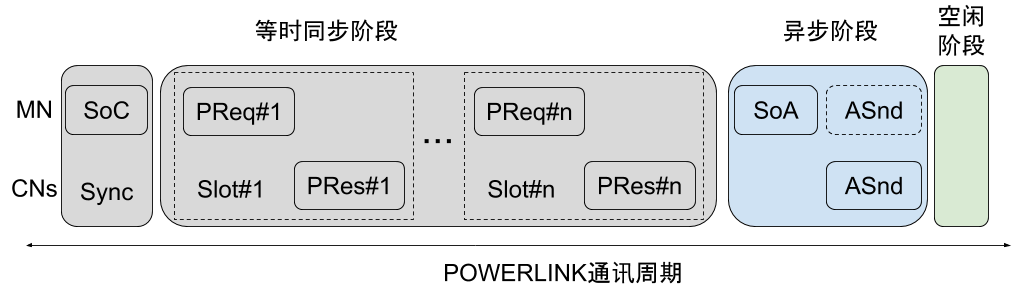 等时同步阶段
异步阶段
空闲
阶段
MN
SoC
PReq#1
PReq#n
SoA
ASnd
...
CNs
Sync
Slot#1
PRes#1
Slot#n
PRes#n
ASnd
POWERLINK通讯周期